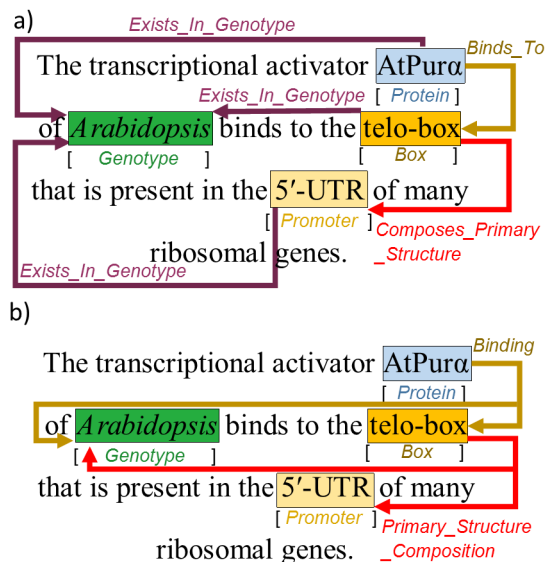 a)
Exists_In_Genotype
Binds_To
The transcriptional activator AtPurα
[ Protein ]
Exists_In_Genotype
of Arabidopsis binds to the telo-box
[ Genotype ] [ Box ]
that is present in the 5′-UTR of many
[ Promoter ] Composes_Primary
_Structure
ribosomal genes.
Exists_In_Genotype
b)
Binding
The transcriptional activator AtPurα
[ Protein ]
of Arabidopsis binds to the telo-box
[ Genotype ] [ Box ]
that is present in the 5′-UTR of many
[ Promoter ] Primary_Structure
_Composition
ribosomal genes.